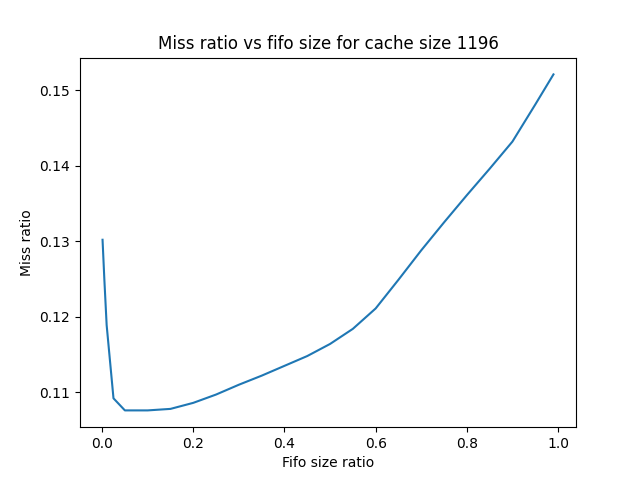 Miss ratio vs fifo size for cache size 1196
0.15
0.14
0.13
0.12
0.11
Miss ratio
0.0 0.2 0.4 0.6 0.8 1.0
Fifo size ratio